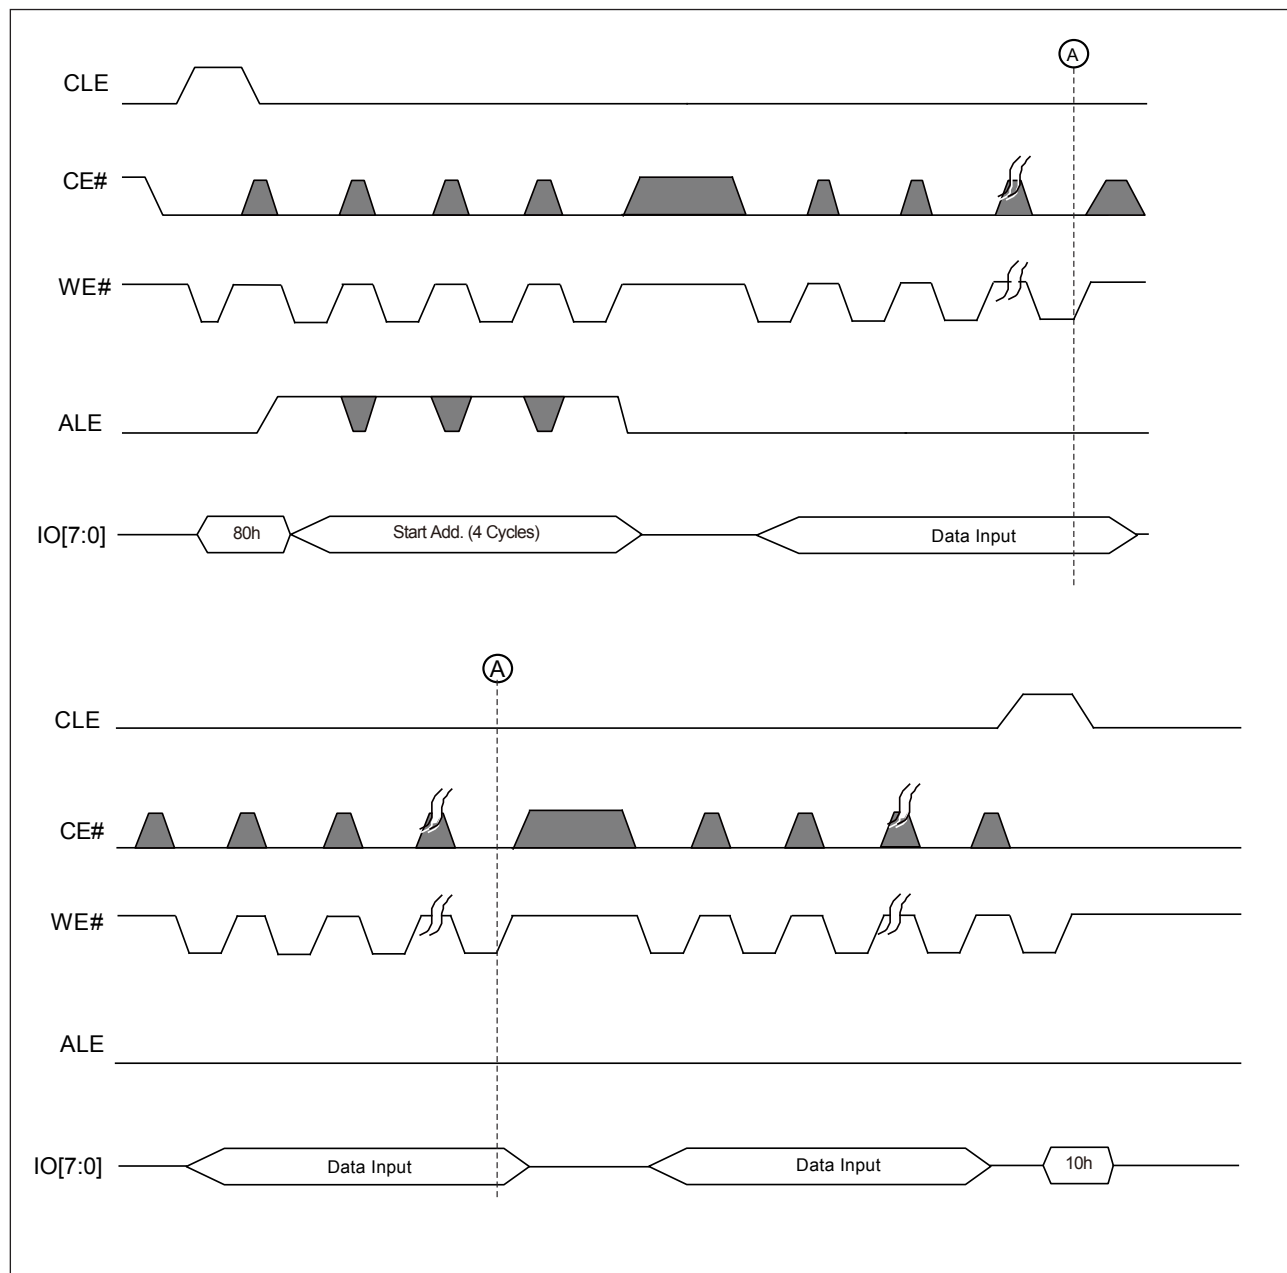 A
CLE
CE#
WE#
ALE
IO[7:0]
80h
Start Add. (4 Cycles)
Data Input
A
CLE
CE#
WE#
ALE
IO[7:0]
Data Input
Data Input
10h